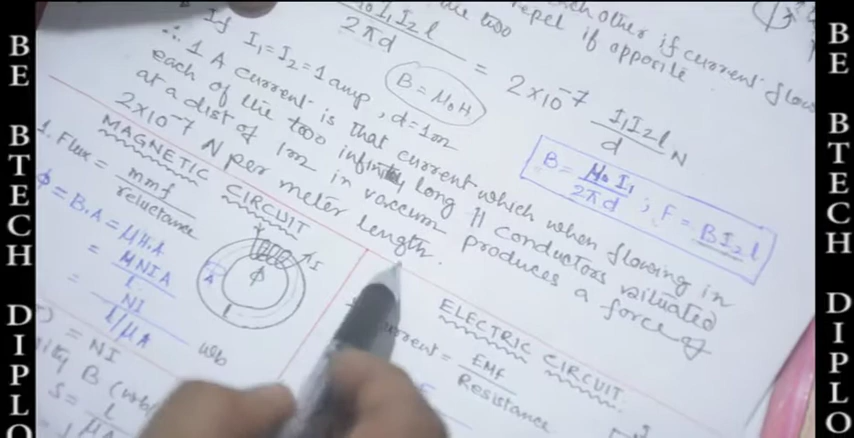 BE BTECH DIPLO
each other if current flow
repel if opposite
the two
I₁I₂l / 2πd = 2×10⁻⁷ I₁I₂l / d N
If I₁=I₂=1 amp, d=1m
B=μ₀H
B = μ₀I₁ / 2πd ; F = BI₂l
∴ 1 A current is that current which when flowing in
each of the two infinitely long || conductors situated
at a dist of 1m in vaccum produces a force of
2×10⁻⁷ N per meter length.
MAGNETIC CIRCUIT
1. Flux = mmf / reluctance
Φ = B.A = μH.A
= μNIA / l
= NI / l/μA wb
A
Φ
l
I
= NI
B (wb/
S = l / μA
ELECTRIC CIRCUIT
current = EMF / Resistance
BE BTECH DIPLO